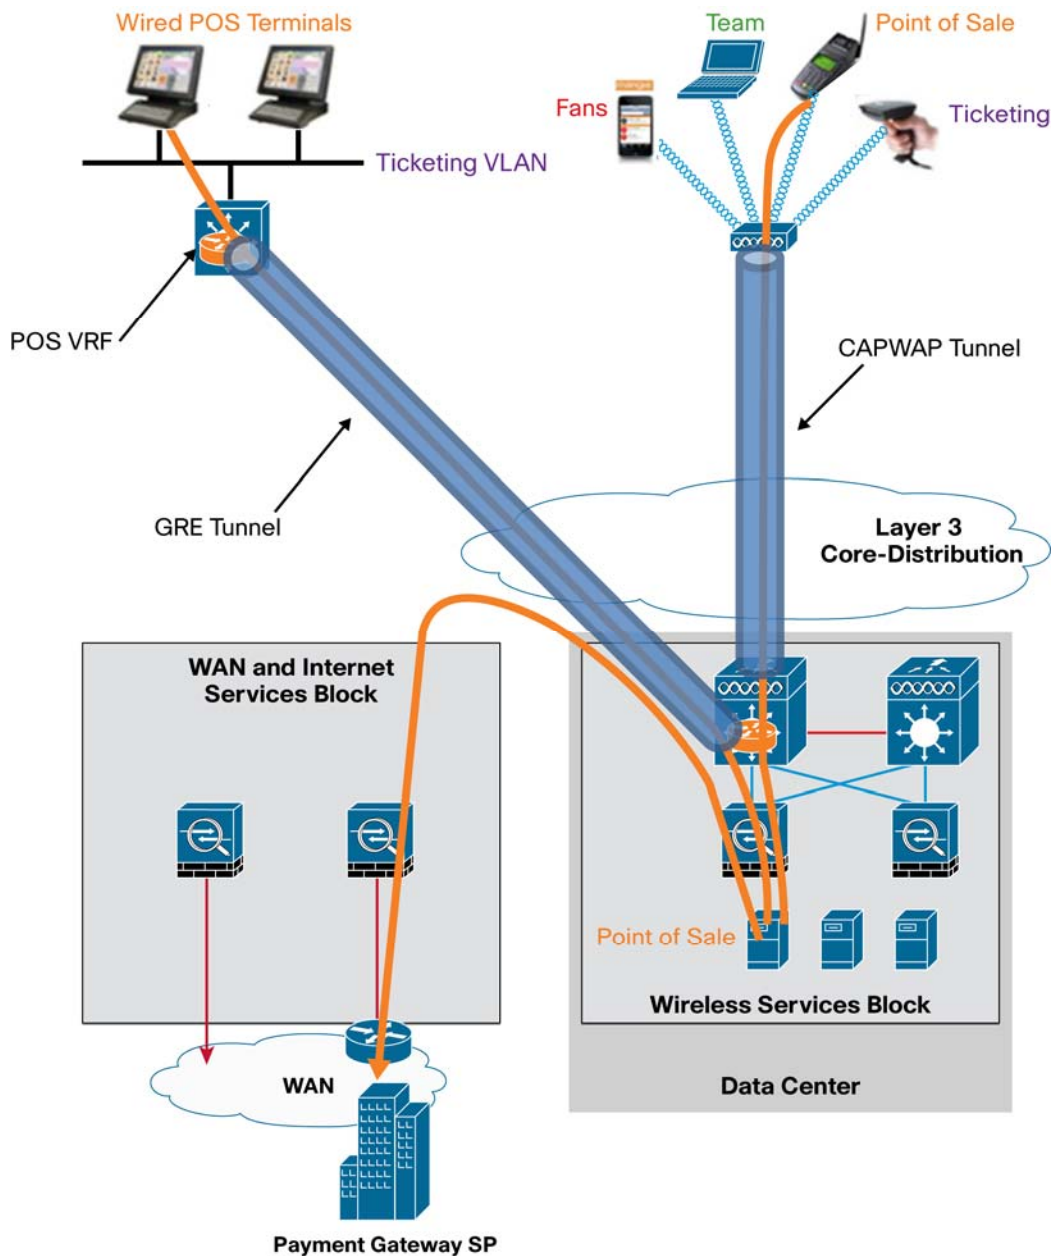 Wired POS Terminals
Team
Point of Sale
Fans
Ticketing
Ticketing VLAN
POS VRF
CAPWAP Tunnel
GRE Tunnel
Layer 3
Core-Distribution
WAN and Internet
Services Block
Point of Sale
Wireless Services Block
WAN
Data Center
Payment Gateway SP